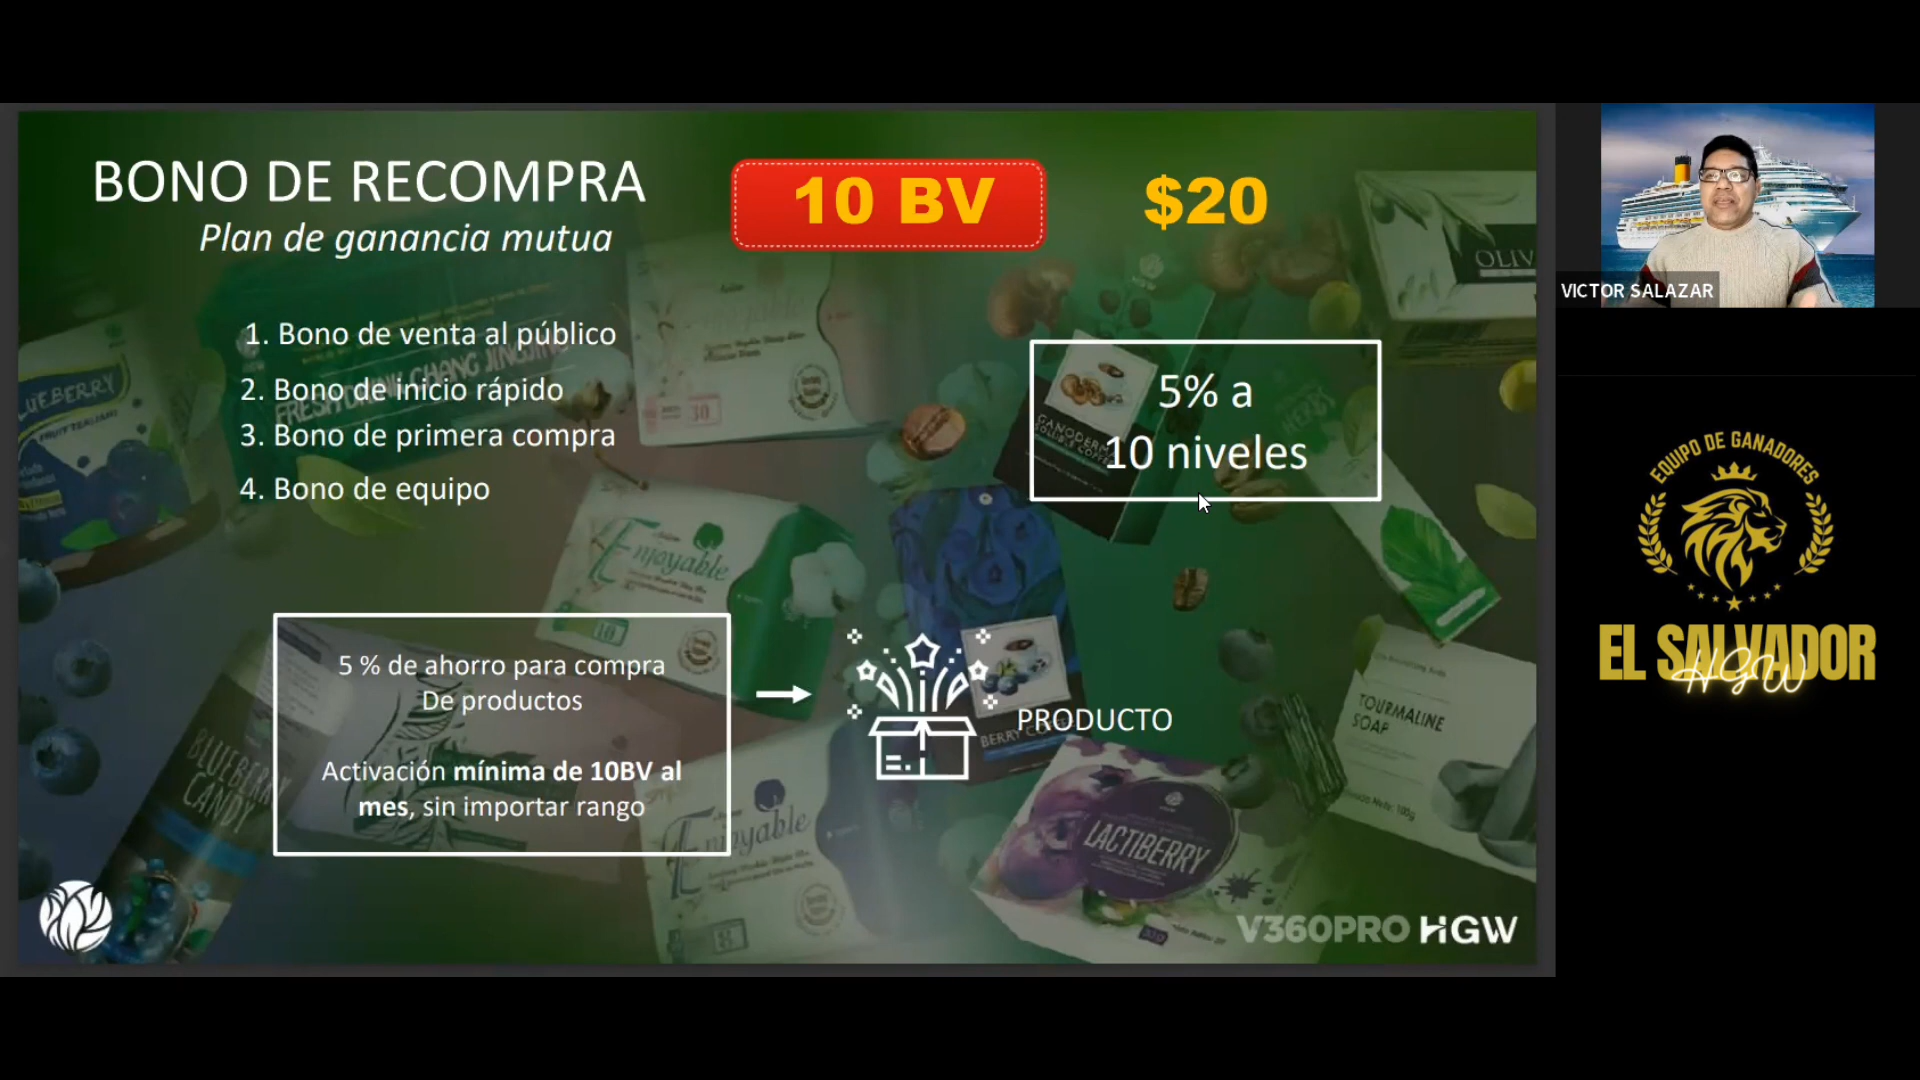 BONO DE RECOMPRA
Plan de ganancia mutua
10 BV
$20
1. Bono de venta al público
2. Bono de inicio rápido
3. Bono de primera compra
4. Bono de equipo
5% a
10 niveles
5 % de ahorro para compra
De productos
Activación mínima de 10BV al
mes, sin importar rango
PRODUCTO
V360PRO HGW
VICTOR SALAZAR
EQUIPO DE GANADORES
EL SALVADOR
HGW
BLUEBERRY
CANDY
Enjoyable
Enjoyable
LACTIBERRY
TOURMALINE
SOAP
OLIV